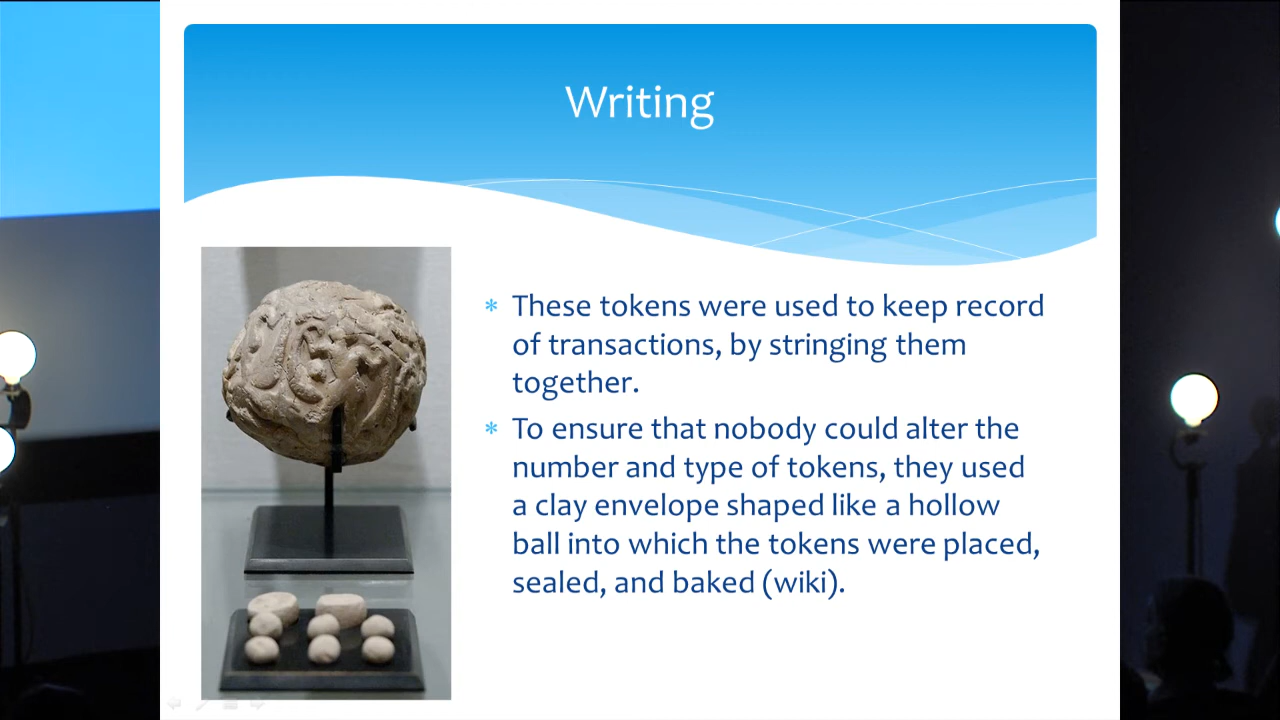 Writing
* These tokens were used to keep record
of transactions, by stringing them
together.
* To ensure that nobody could alter the
number and type of tokens, they used
a clay envelope shaped like a hollow
ball into which the tokens were placed,
sealed, and baked (wiki).